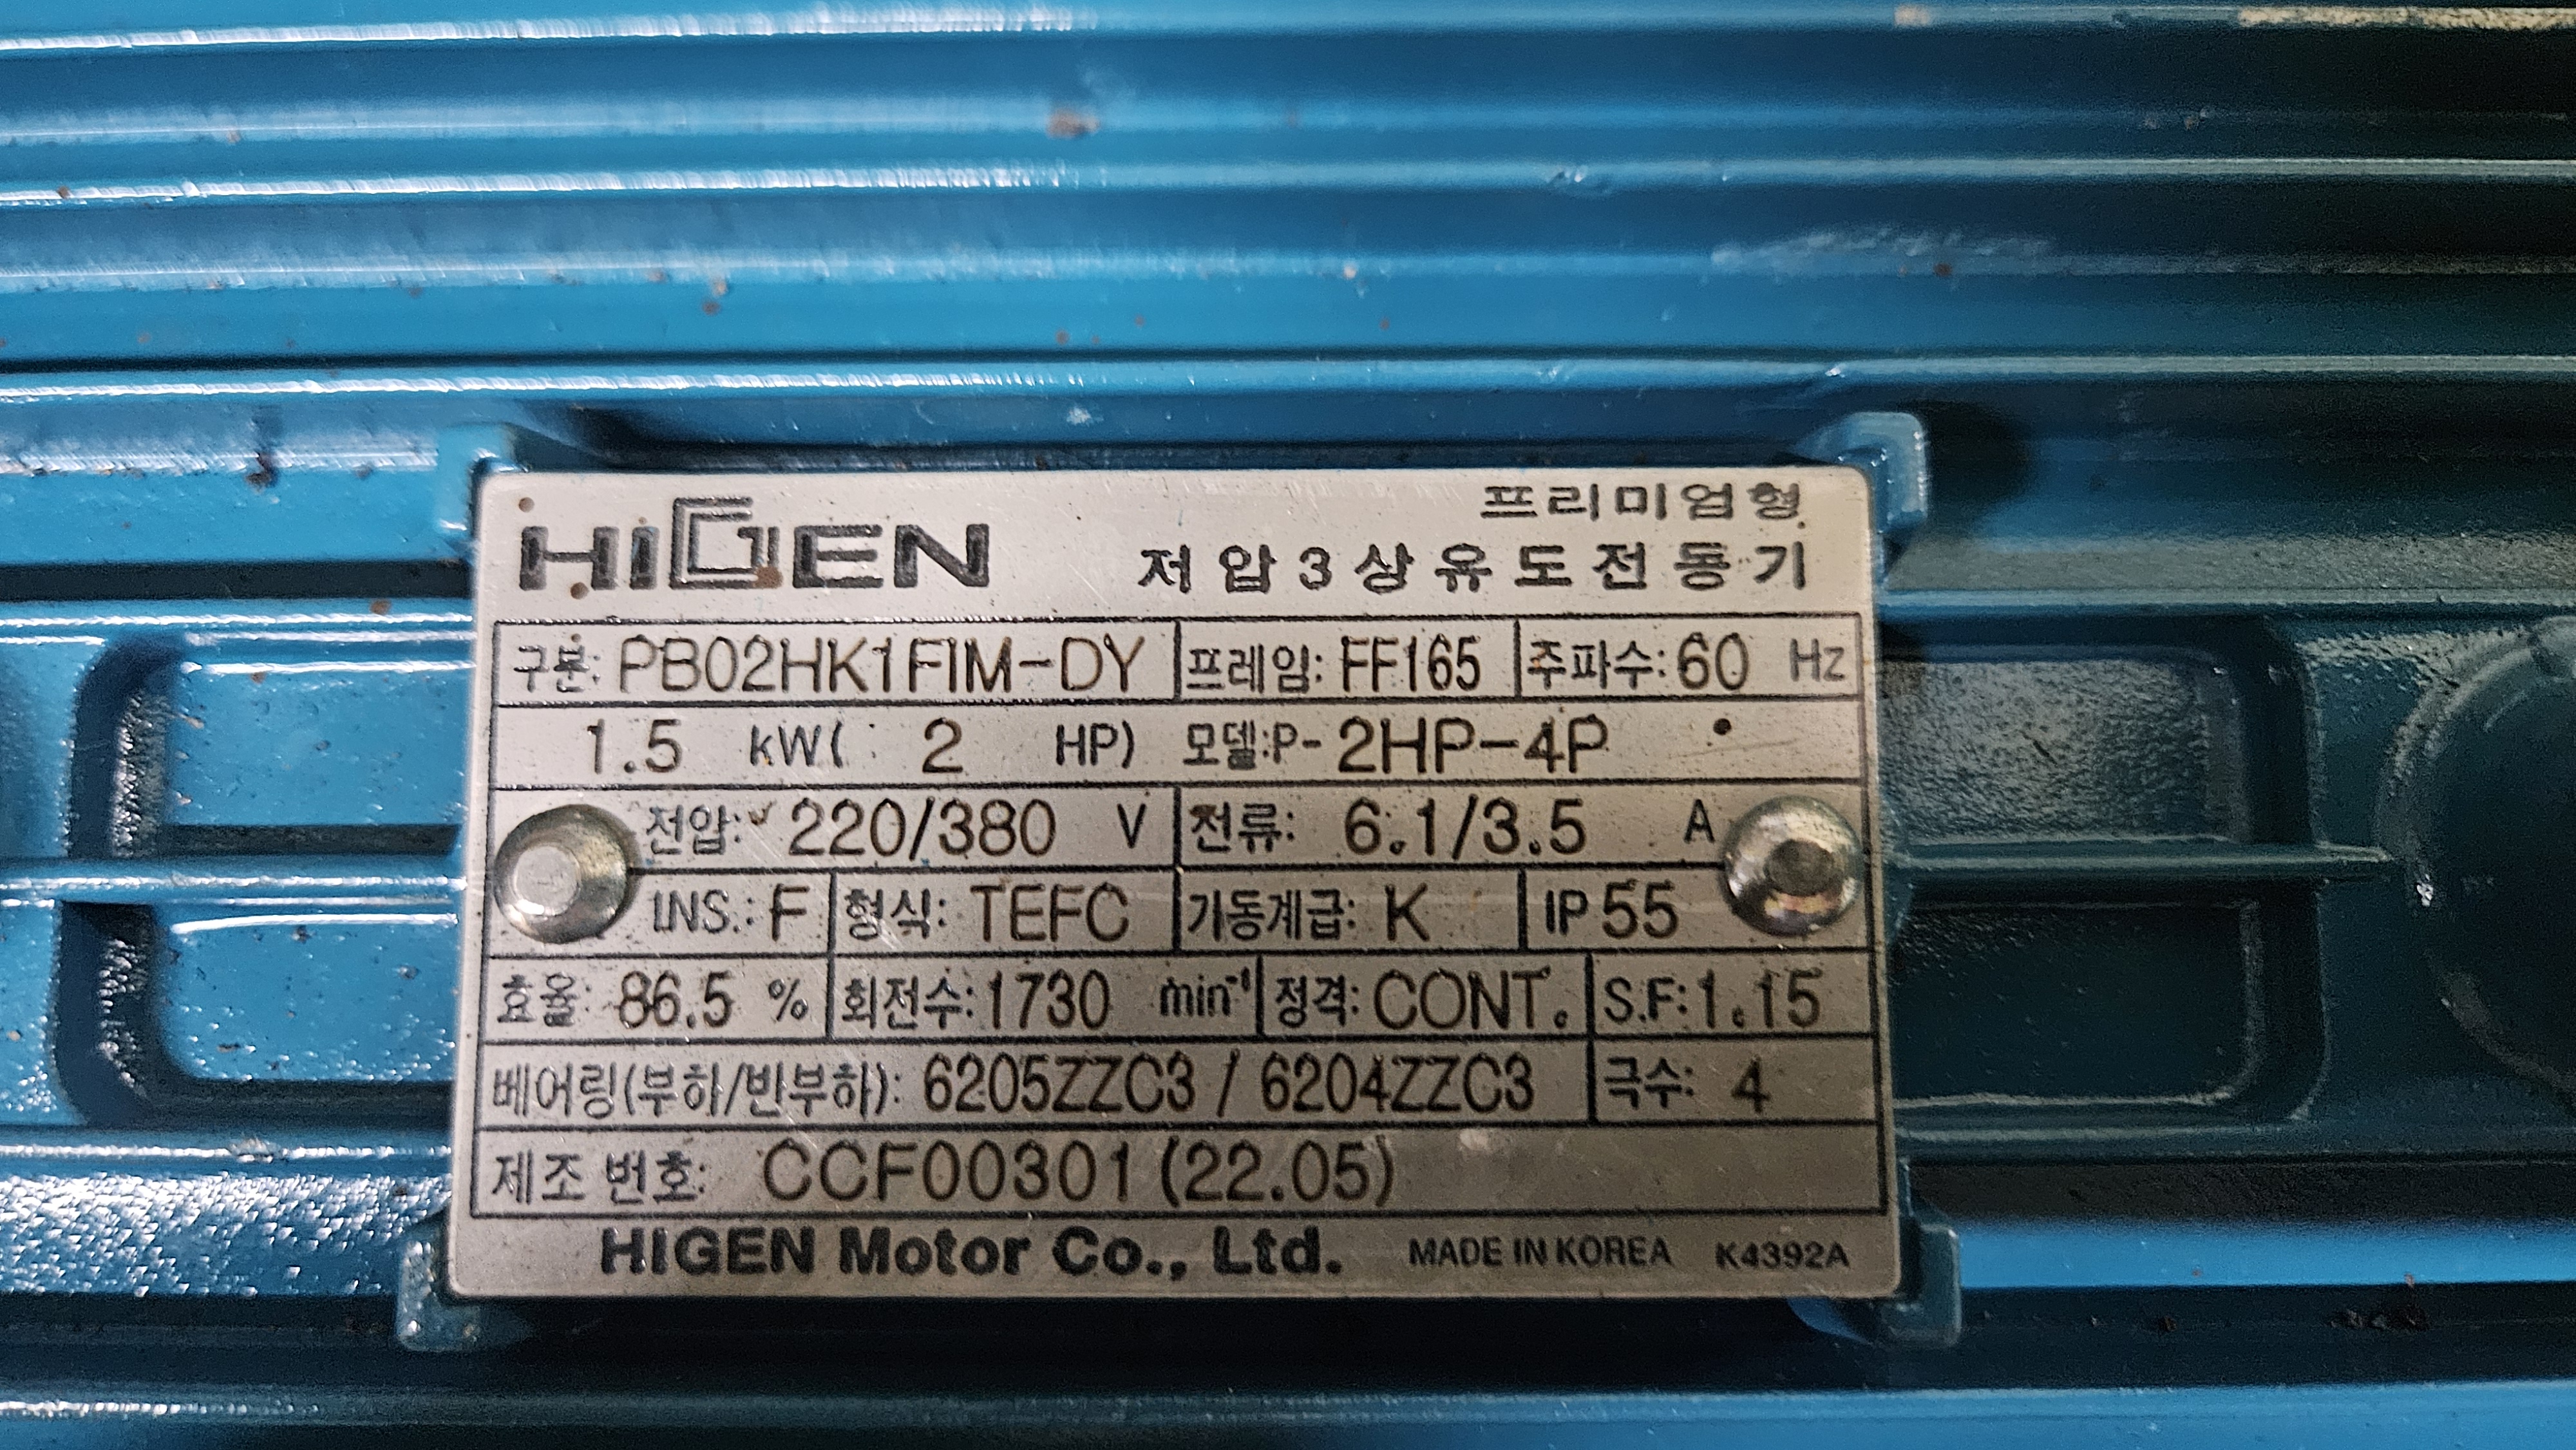 HIGEN
프리미엄형
저압3상유도전동기
구분: PB02HK1FIM-DY 프레임: FF165 주파수: 60 Hz
1.5 kW( 2 HP) 모델:P- 2HP-4P
전압: 220/380 V 전류: 6.1/3.5 A
INS.: F 형식: TEFC 기동계급: K IP 55
효율: 86.5 % 회전수: 1730 min⁻¹ 정격: CONT. S.F: 1.15
베어링(부하/반부하): 6205ZZC3 / 6204ZZC3 극수: 4
제조 번호: CCF00301 (22.05)
HIGEN Motor Co., Ltd. MADE IN KOREA K4392A